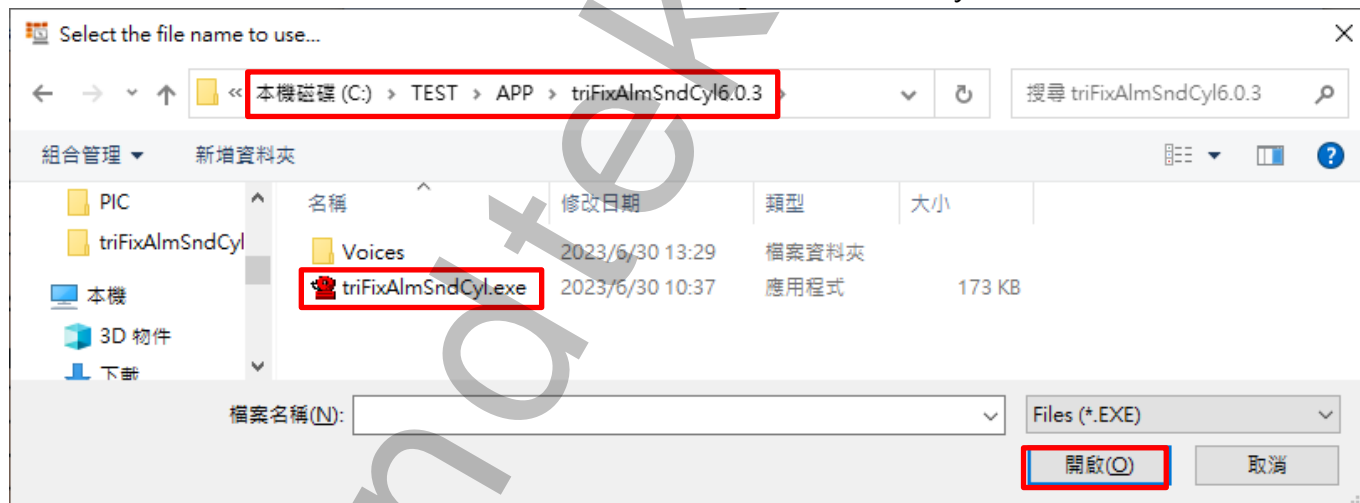 Select the file name to use...
« 本機磁碟 (C:) › TEST › APP › triFixAlmSndCyl6.0.3 ›
搜尋 triFixAlmSndCyl6.0.3
組合管理 ▼ 新增資料夾
名稱 修改日期 類型 大小
PIC
triFixAlmSndCyl
本機
3D 物件
下載
Voices 2023/6/30 13:29 檔案資料夾
triFixAlmSndCyl.exe 2023/6/30 10:37 應用程式 173 KB
檔案名稱(N):
Files (*.EXE)
開啟(O) 取消
ndtek